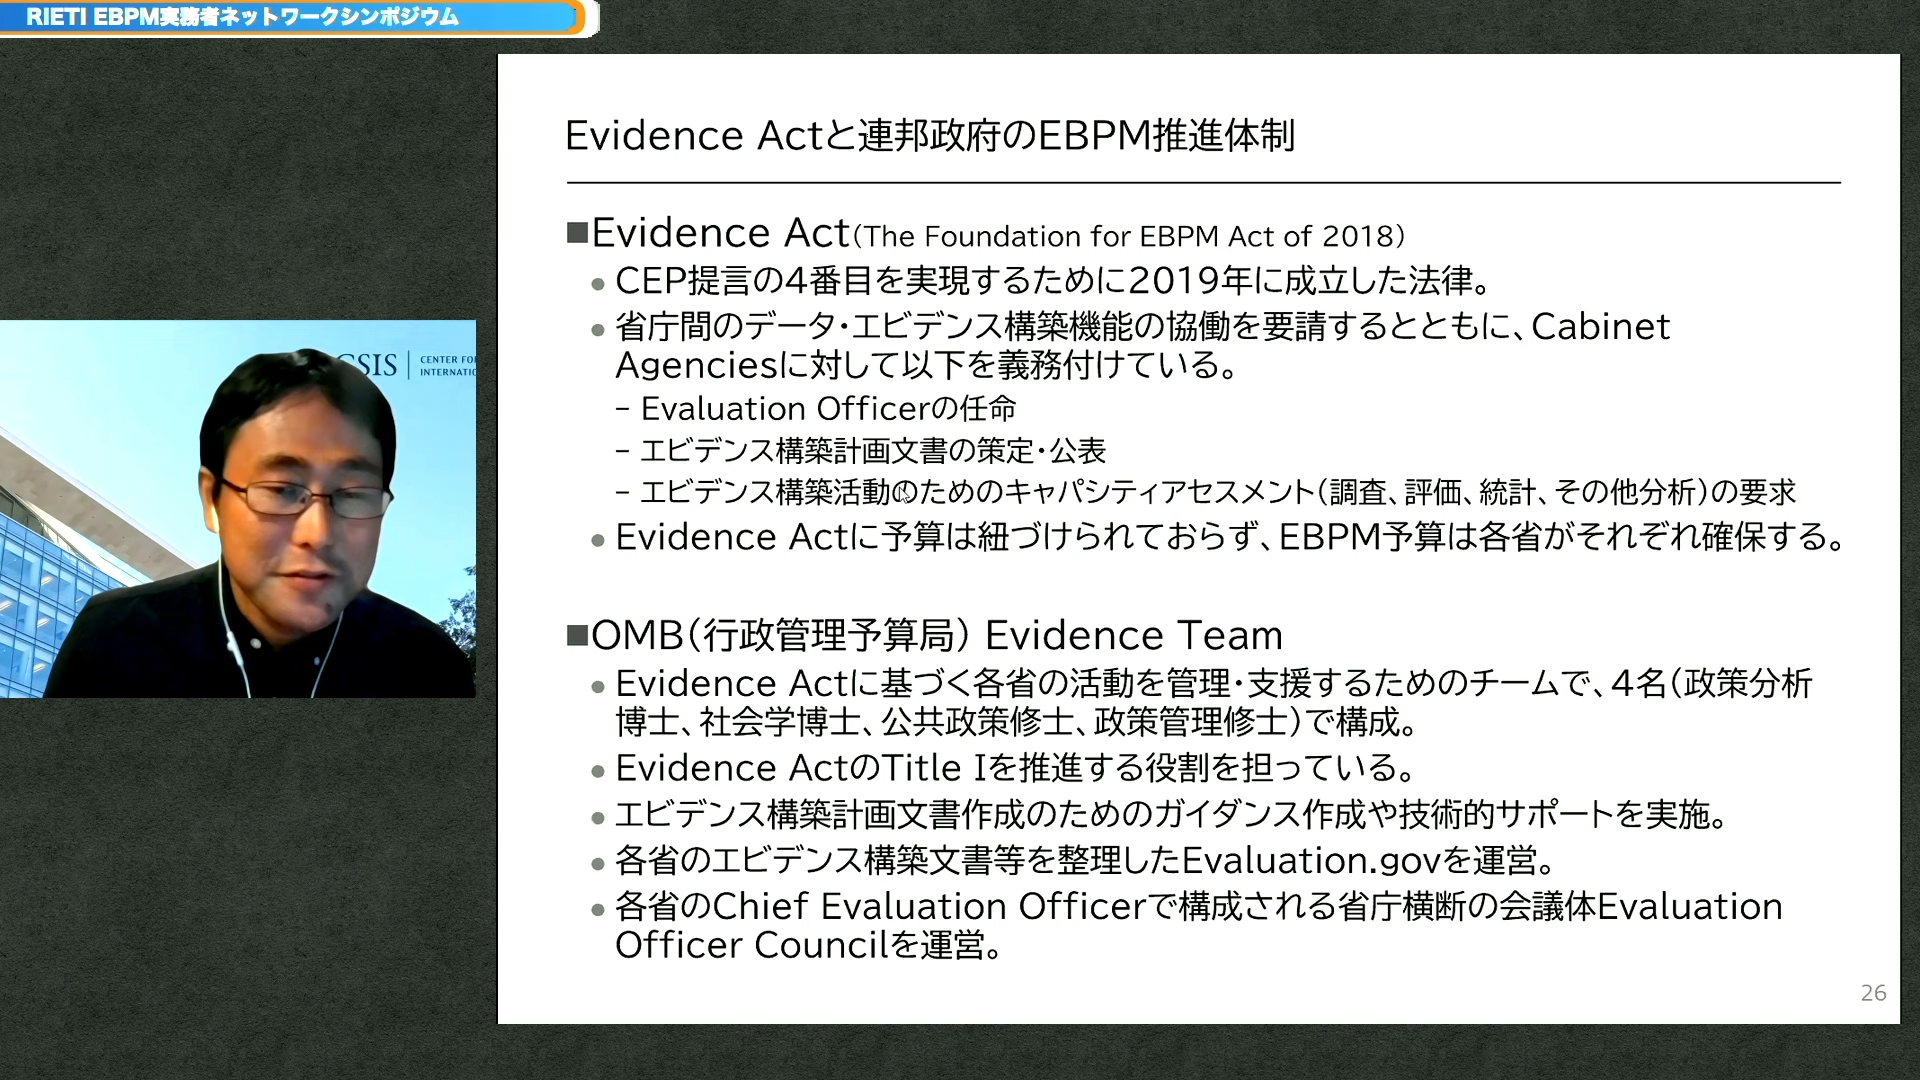 RIETI EBPM実務者ネットワークシンポジウム
CSIS
CENTER FO
INTERNATIO
Evidence Actと連邦政府のEBPM推進体制
■Evidence Act(The Foundation for EBPM Act of 2018)
• CEP提言の4番目を実現するために2019年に成立した法律。
• 省庁間のデータ・エビデンス構築機能の協働を要請するとともに、Cabinet
Agenciesに対して以下を義務付けている。
– Evaluation Officerの任命
– エビデンス構築計画文書の策定・公表
– エビデンス構築活動のためのキャパシティアセスメント(調査、評価、統計、その他分析)の要求
• Evidence Actに予算は紐づけられておらず、EBPM予算は各省がそれぞれ確保する。
■OMB(行政管理予算局) Evidence Team
• Evidence Actに基づく各省の活動を管理・支援するためのチームで、4名(政策分析
博士、社会学博士、公共政策修士、政策管理修士)で構成。
• Evidence ActのTitle Iを推進する役割を担っている。
• エビデンス構築計画文書作成のためのガイダンス作成や技術的サポートを実施。
• 各省のエビデンス構築文書等を整理したEvaluation.govを運営。
• 各省のChief Evaluation Officerで構成される省庁横断の会議体Evaluation
Officer Councilを運営。
26